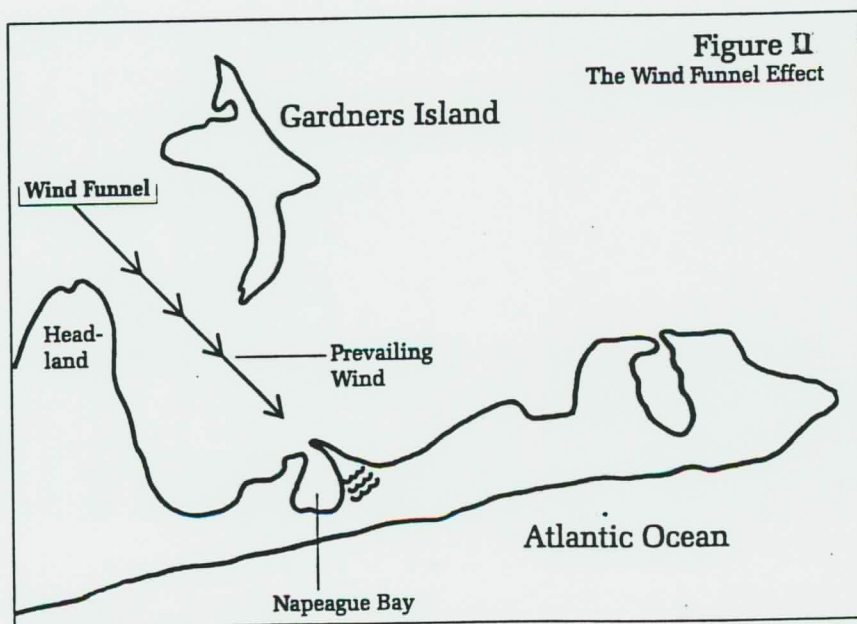 Figure II
The Wind Funnel Effect
Gardners Island
Wind Funnel
Head-
land
Prevailing
Wind
Atlantic Ocean
Napeague Bay